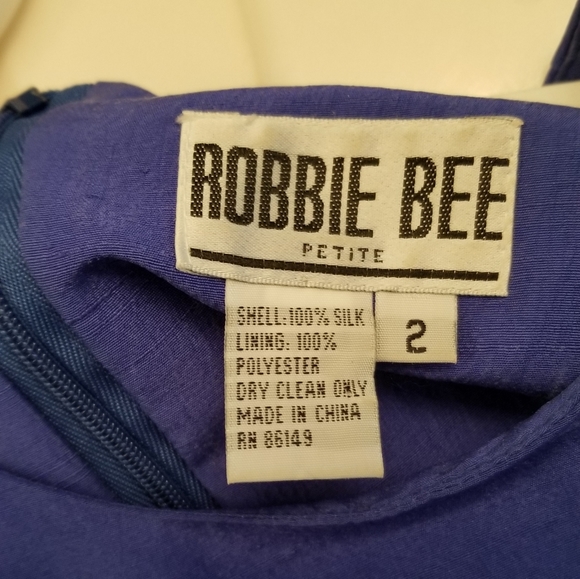 ROBBIE BEE
PETITE
SHELL: 100% SILK
LINING: 100%
POLYESTER
DRY CLEAN ONLY
MADE IN CHINA
RN 86149
2